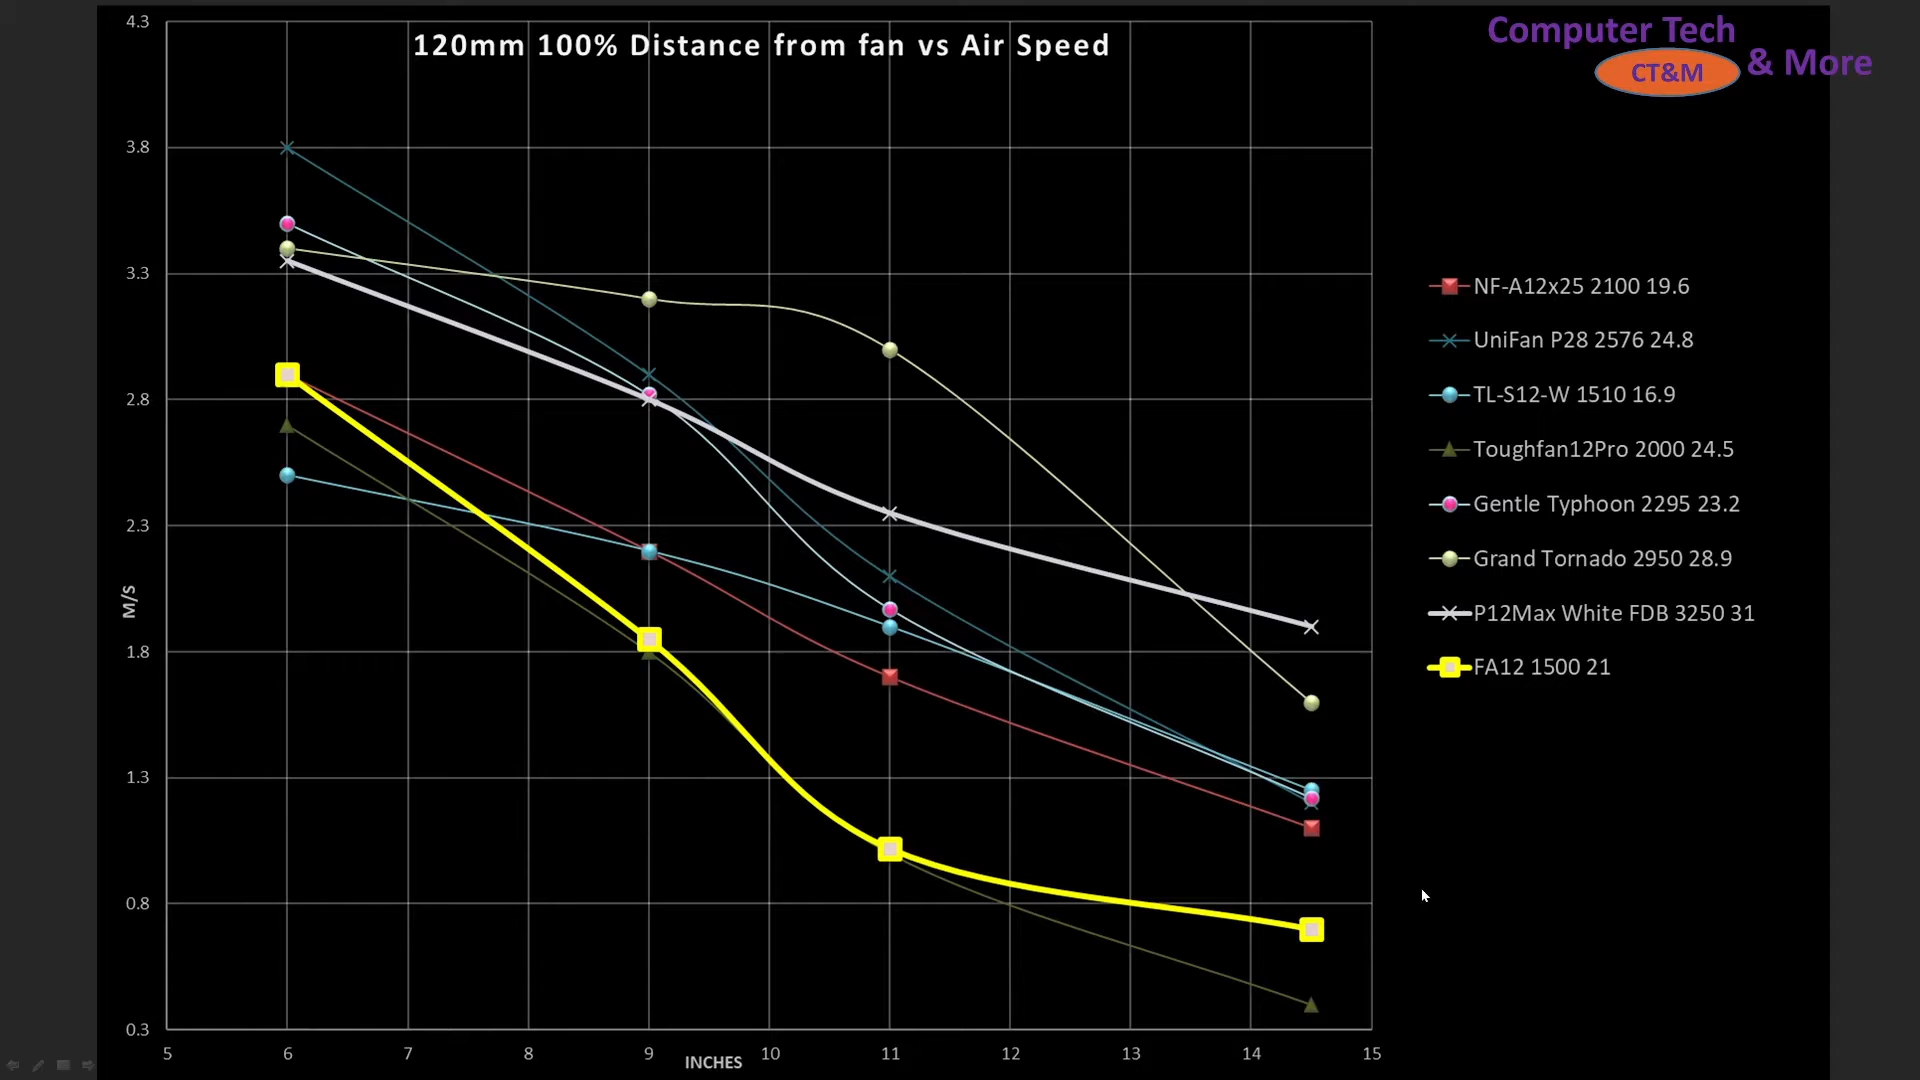 120mm 100% Distance from fan vs Air Speed
Computer Tech
CT&M
& More
4.3
3.8
3.3
2.8
2.3
1.8
1.3
0.8
0.3
M/S
5 6 7 8 9 10 11 12 13 14 15
INCHES
NF-A12x25 2100 19.6
UniFan P28 2576 24.8
TL-S12-W 1510 16.9
Toughfan12Pro 2000 24.5
Gentle Typhoon 2295 23.2
Grand Tornado 2950 28.9
P12Max White FDB 3250 31
FA12 1500 21